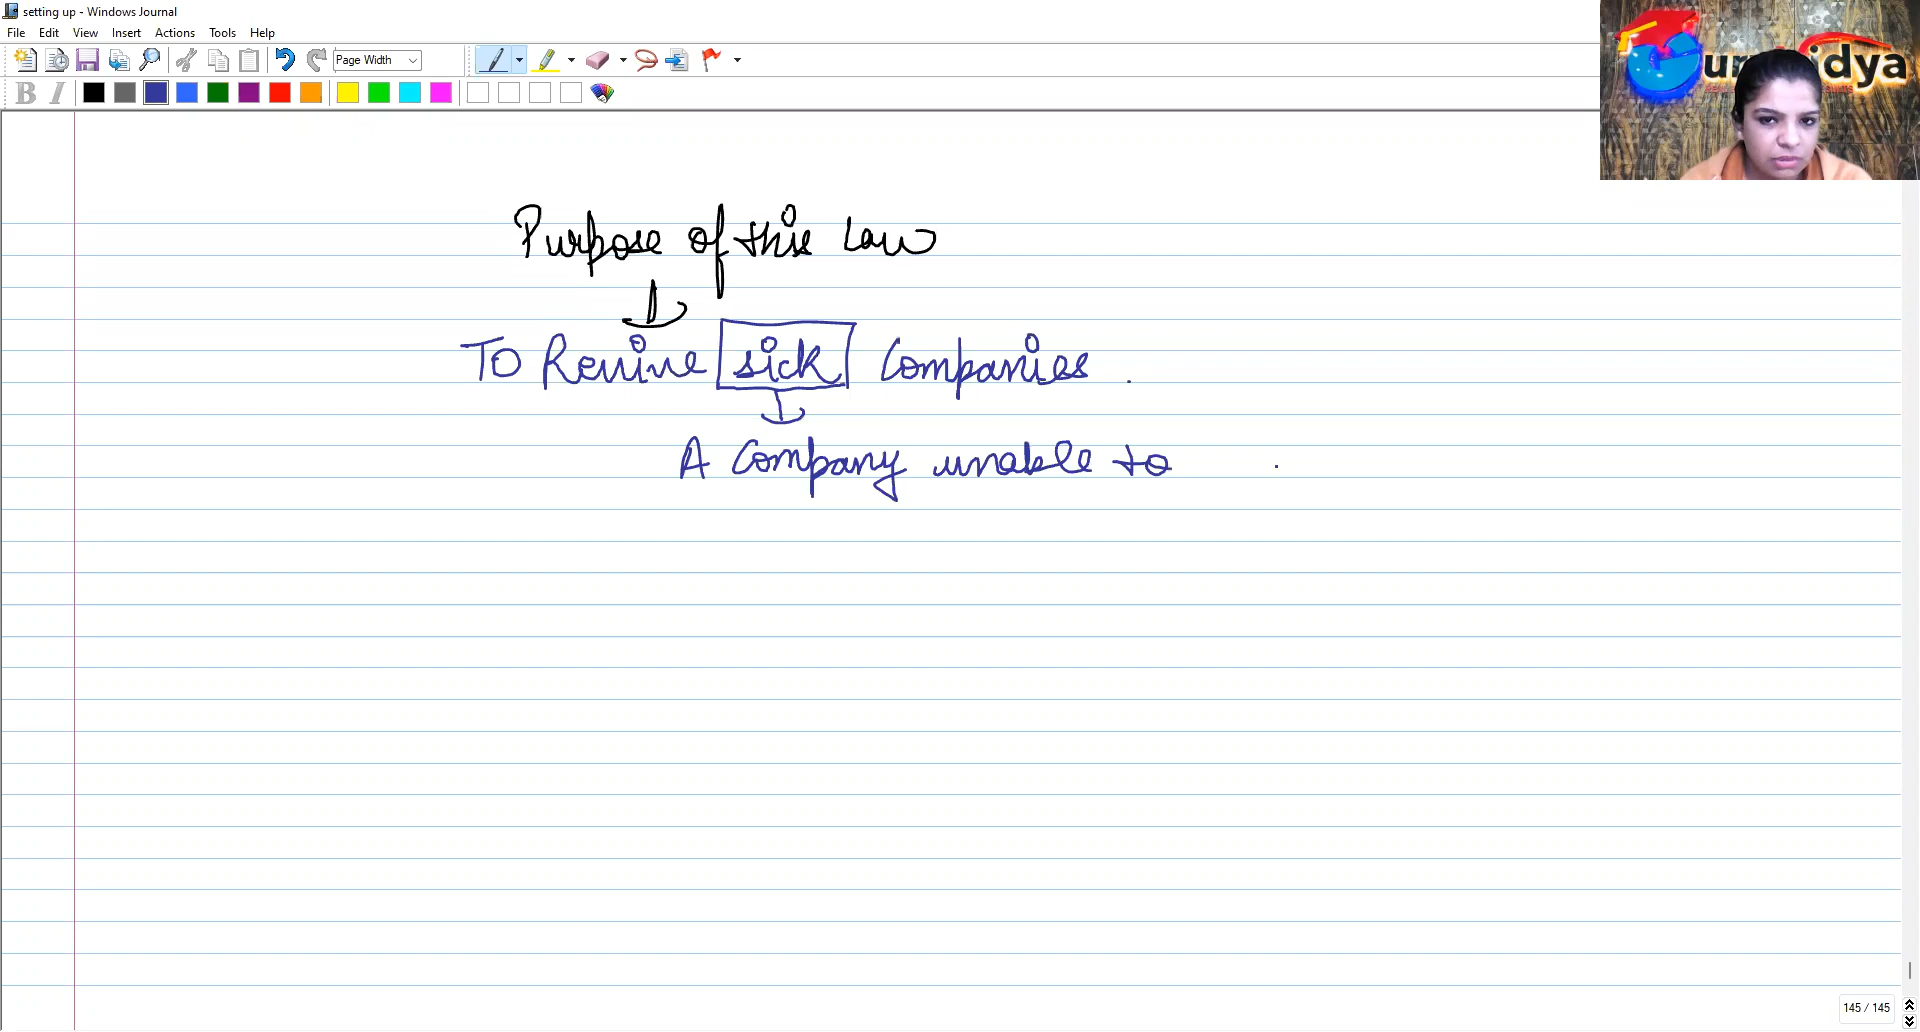 setting up - Windows Journal
File Edit View Insert Actions Tools Help
Page Width
B I
Purpose of this Law
To Revive sick Companies.
A Company unable to
145 / 145